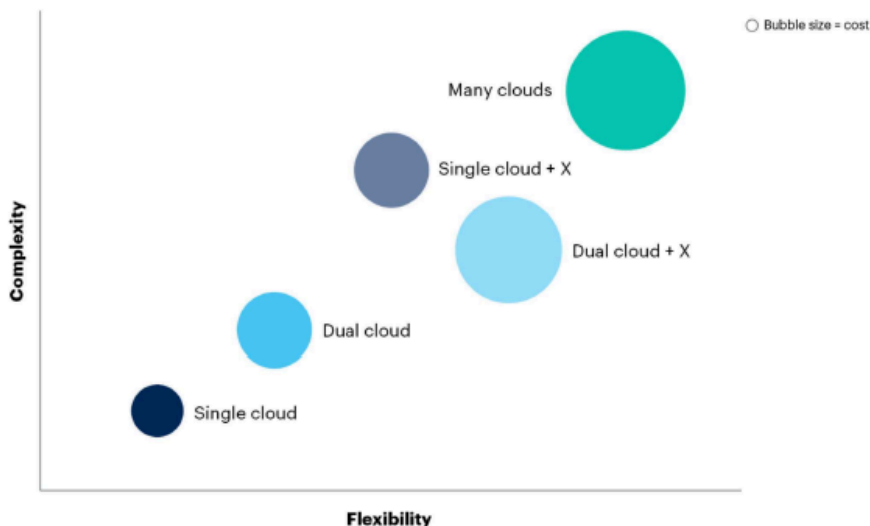 Bubble size = cost
Many clouds
Single cloud + X
Dual cloud + X
Dual cloud
Single cloud
Complexity
Flexibility